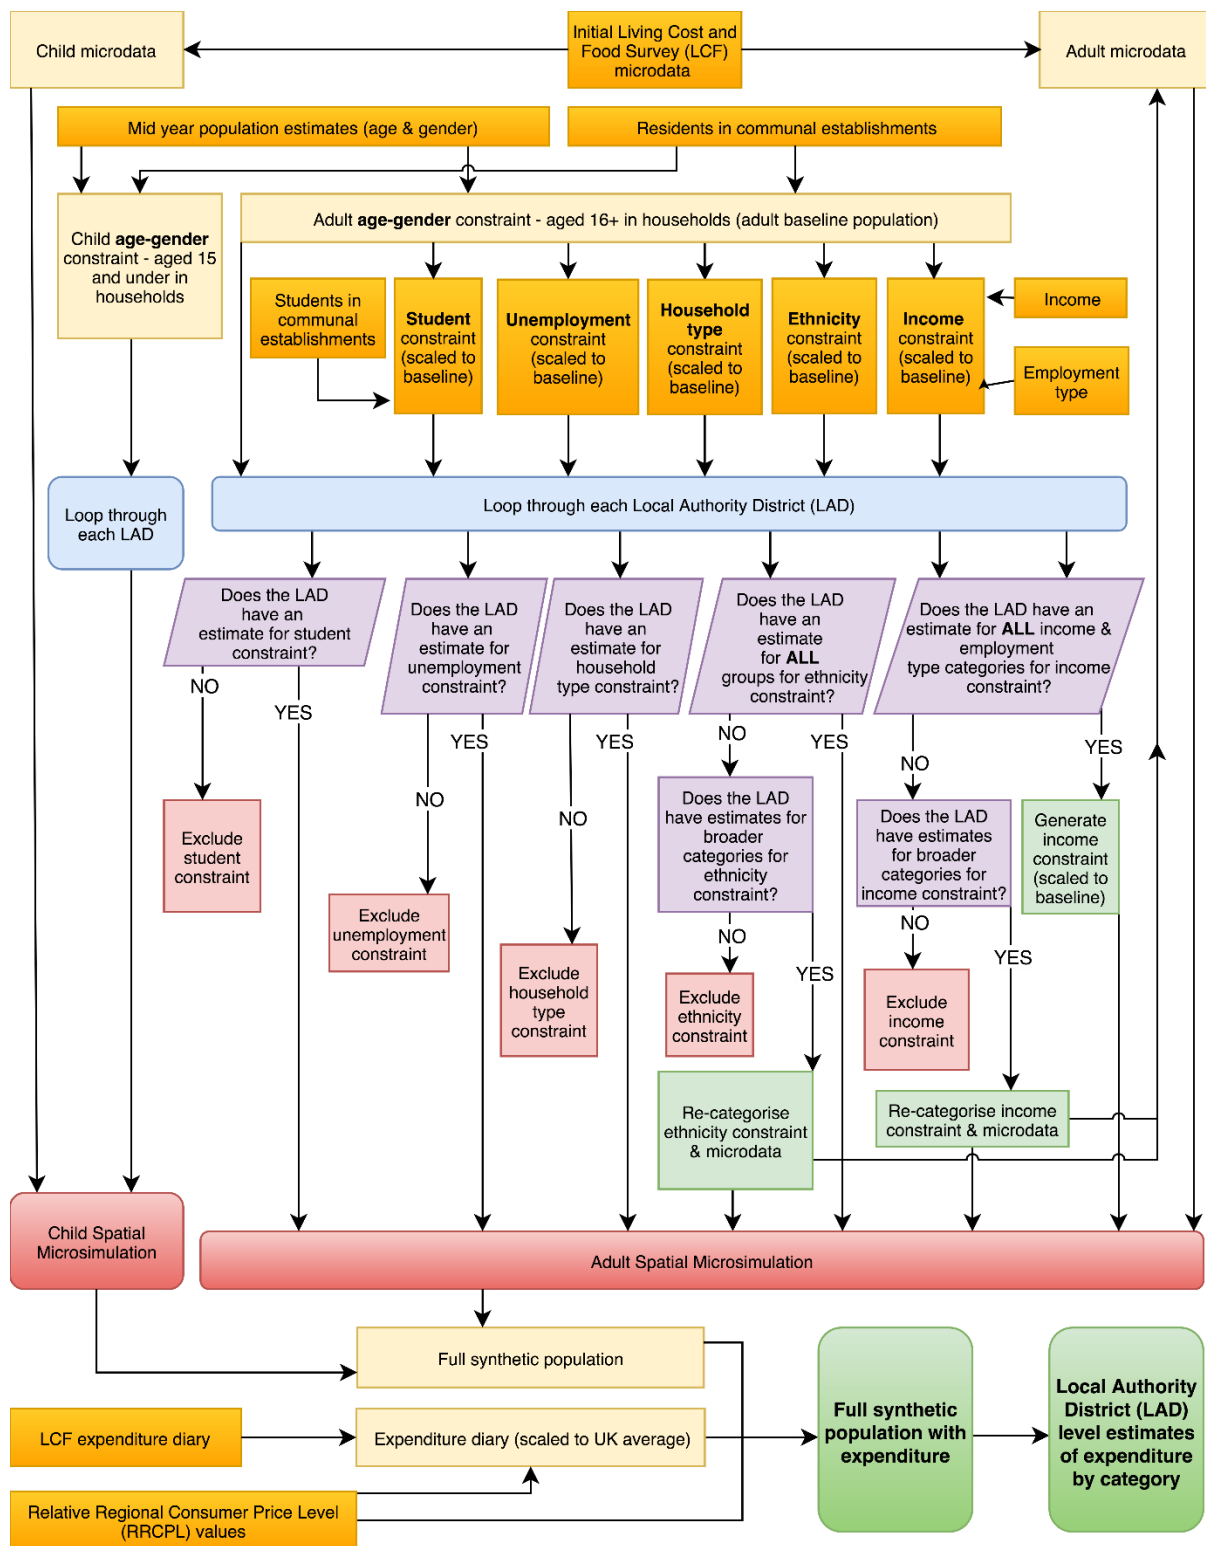 Child microdata
Initial Living Cost and
Food Survey (LCF)
microdata
Adult microdata
Mid year population estimates (age & gender)
Residents in communal establishments
Child age-gender
constraint - aged 15
and under in
households
Adult age-gender constraint - aged 16+ in households (adult baseline population)
Students in
communal
establishments
Student
constraint
(scaled to
baseline)
Unemployment
constraint
(scaled to
baseline)
Household
type
constraint
(scaled to
baseline)
Ethnicity
constraint
(scaled to
baseline)
Income
constraint
(scaled to
baseline)
Income
Employment
type
Loop through
each LAD
Loop through each Local Authority District (LAD)
Does the LAD
have an
estimate for student
constraint?
Does the LAD
have an
estimate for
unemployment
constraint?
Does the LAD
have an
estimate for
household
type constraint?
Does the LAD
have an
estimate
for ALL
groups for ethnicity
constraint?
Does the LAD have an
estimate for ALL income &
employment
type categories for income
constraint?
NO
YES
YES
NO
YES
NO
NO
YES
NO
YES
Exclude
student
constraint
Exclude
unemployment
constraint
Exclude
household
type
constraint
Does the LAD
have estimates for
broader
categories for
ethnicity
constraint?
Does the LAD
have estimates
for broader
categories for
income constraint?
Generate
income
constraint
(scaled to
baseline)
NO
YES
NO
YES
Exclude
ethnicity
constraint
Exclude
income
constraint
Re-categorise
ethnicity constraint
& microdata
Re-categorise income
constraint & microdata
Child Spatial
Microsimulation
Adult Spatial Microsimulation
Full synthetic population
LCF expenditure diary
Expenditure diary (scaled to UK average)
Relative Regional Consumer Price Level
(RRCPL) values
Full synthetic
population with
expenditure
Local Authority
District (LAD)
level estimates
of expenditure
by category